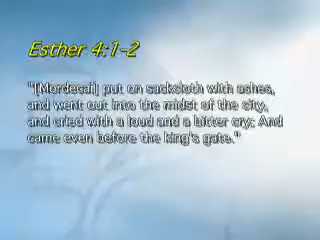 Esther 4:1-2
"[Mordecai] put on sackcloth with ashes,
and went out into the midst of the city,
and cried with a loud and a bitter cry; And
came even before the king's gate."